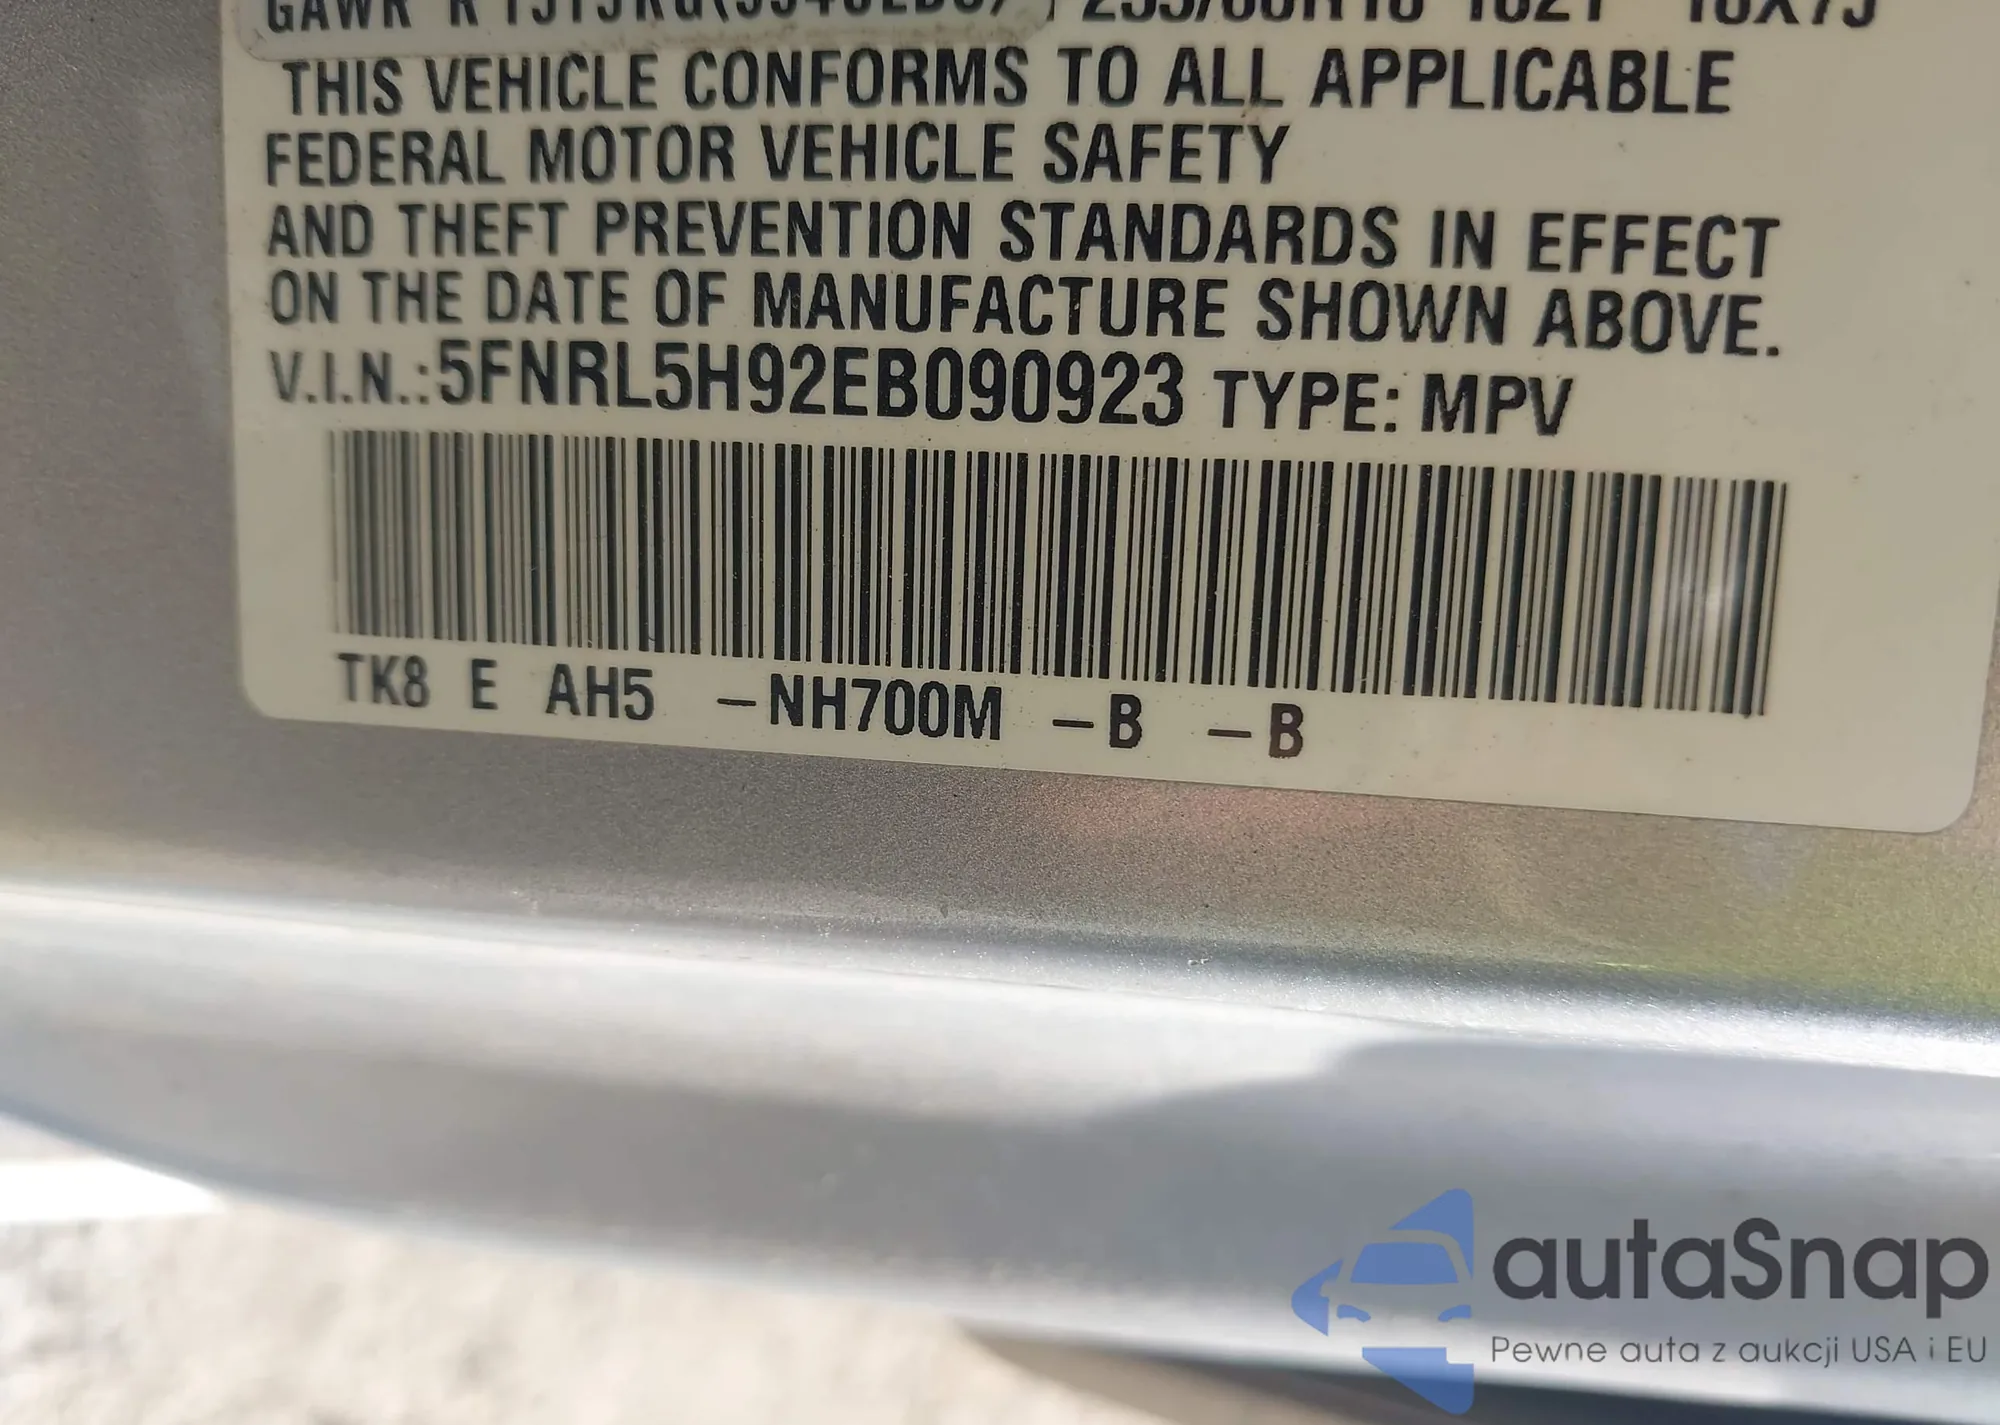 GAWR R
THIS VEHICLE CONFORMS TO ALL APPLICABLE
FEDERAL MOTOR VEHICLE SAFETY
AND THEFT PREVENTION STANDARDS IN EFFECT
ON THE DATE OF MANUFACTURE SHOWN ABOVE.
V.I.N.:5FNRL5H92EB090923 TYPE: MPV
TK8 E AH5 -NH700M -B -B
autaSnap
Pewne auta z aukcji USA i EU